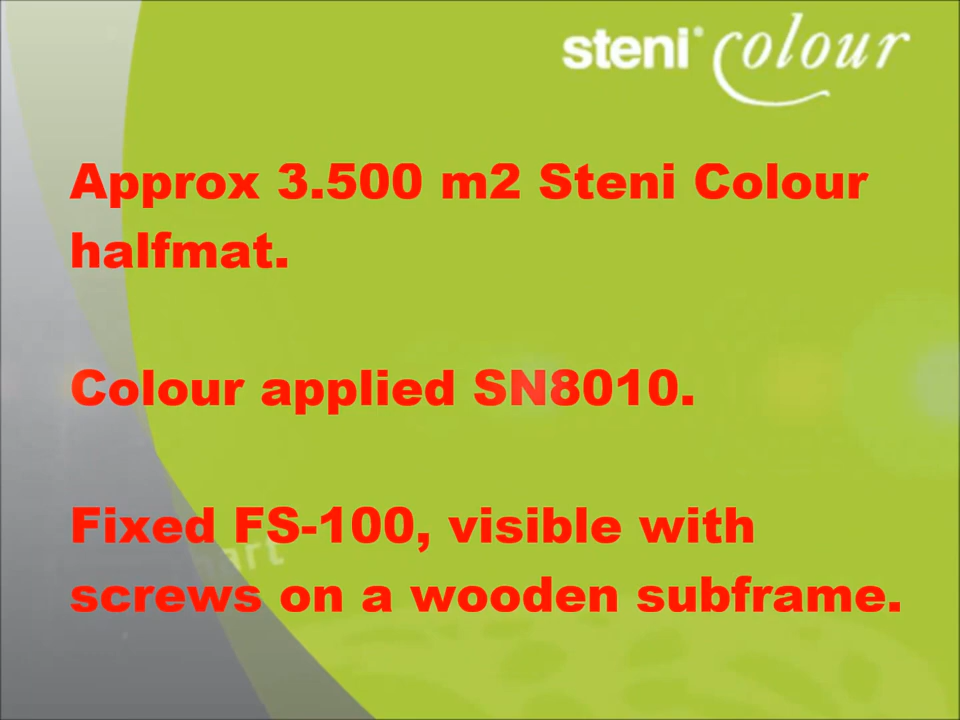 steni® colour
Approx 3.500 m2 Steni Colour
halfmat.
Colour applied SN8010.
Fixed FS-100, visible with
screws on a wooden subframe.